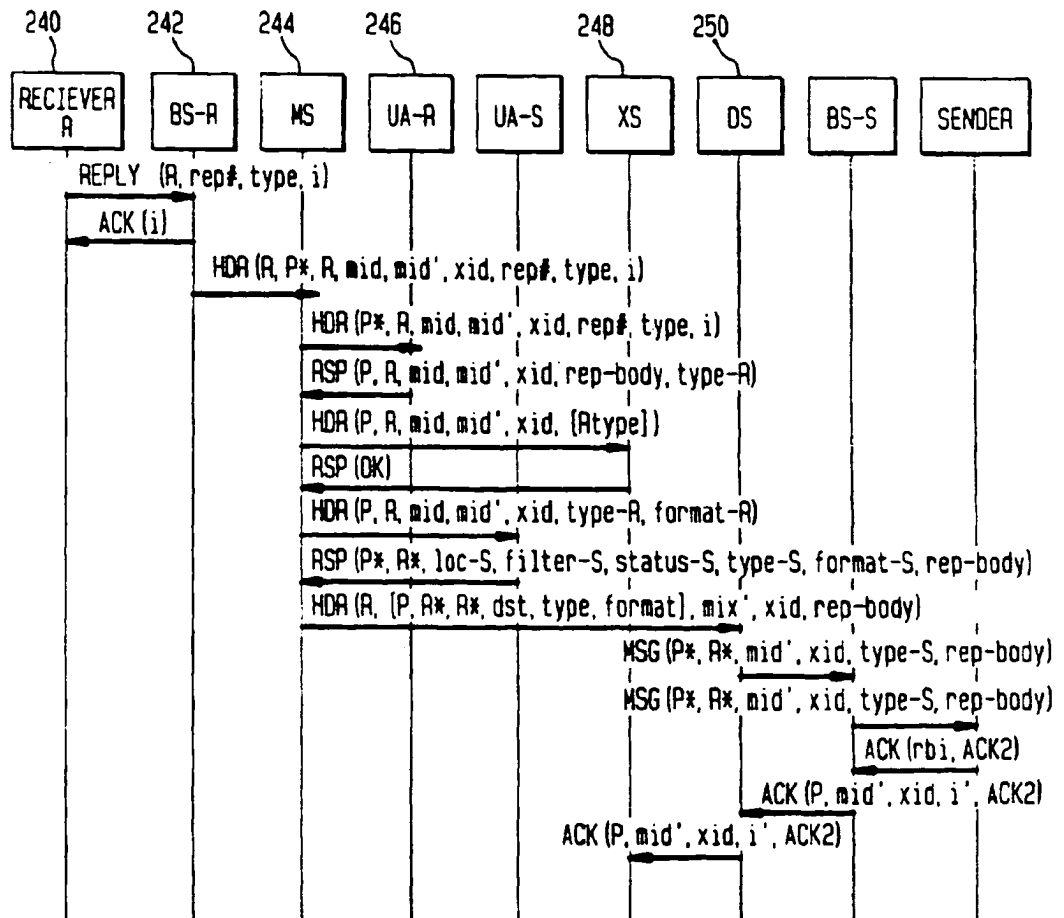 240 242 244 246 248 250
RECIEVER R BS-R MS UA-R UA-S XS DS BS-S SENDER
REPLY (R, rep#, type, i)
ACK (i)
HDR (R, P*, R, mid, mid', xid, rep#, type, i)
HDR (P*, R, mid, mid', xid, rep#, type, i)
RSP (P, R, mid, mid', xid, rep-body, type-R)
HDR (P, R, mid, mid', xid, {Rtype})
RSP (OK)
HDR (P, R, mid, mid', xid, type-R, format-R)
RSP (P*, R*, loc-S, filter-S, status-S, type-S, format-S, rep-body)
HDR (R, [P, R*, R*, dst, type, format], mix', xid, rep-body)
MSG (P*, R*, mid', xid, type-S, rep-body)
MSG (P*, R*, mid', xid, type-S, rep-body)
ACK (rbi, ACK2)
ACK (P, mid', xid, i', ACK2)
ACK (P, mid', xid, i', ACK2)